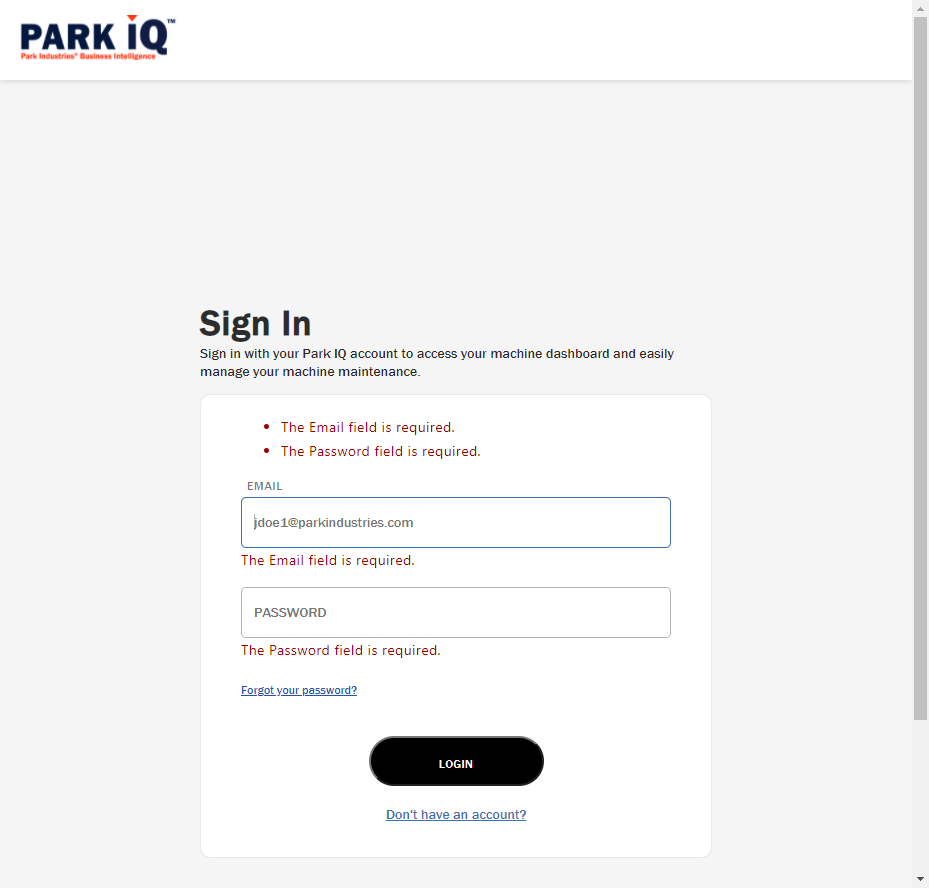 PARK iQ™
Park Industries® Business Intelligence
Sign In
Sign in with your Park IQ account to access your machine dashboard and easily
manage your machine maintenance.
The Email field is required.
The Password field is required.
EMAIL
jdoe1@parkindustries.com
The Email field is required.
PASSWORD
The Password field is required.
Forgot your password?
LOGIN
Don't have an account?